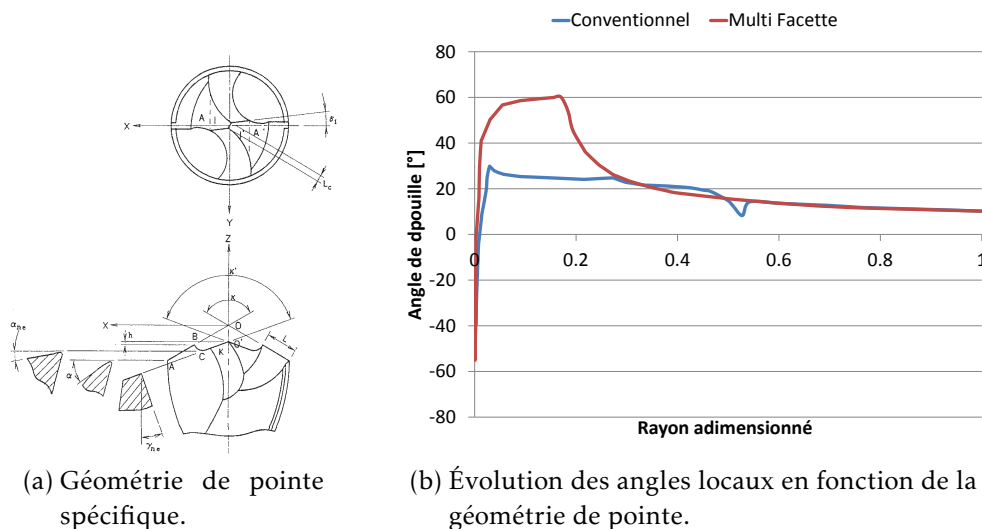 Conventionnel
Multi Facette
X
A
A
Y
Z
κ'
κ
X
O
h
B
O'
L
C
K
A
α
80
60
40
20
0
-20
-40
-60
-80
0
0.2
0.4
0.6
0.8
1
Angle de dpouille [°]
Rayon adimensionné
α ne
γ ne
L c
(a) Géométrie de pointe
spécifique.
(b) Évolution des angles locaux en fonction de la
géométrie de pointe.